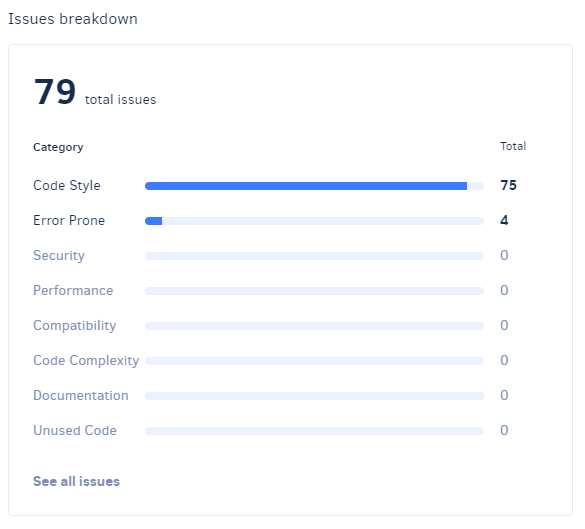 Issues breakdown
79 total issues
Category Total
Code Style 75
Error Prone 4
Security 0
Performance 0
Compatibility 0
Code Complexity 0
Documentation 0
Unused Code 0
See all issues